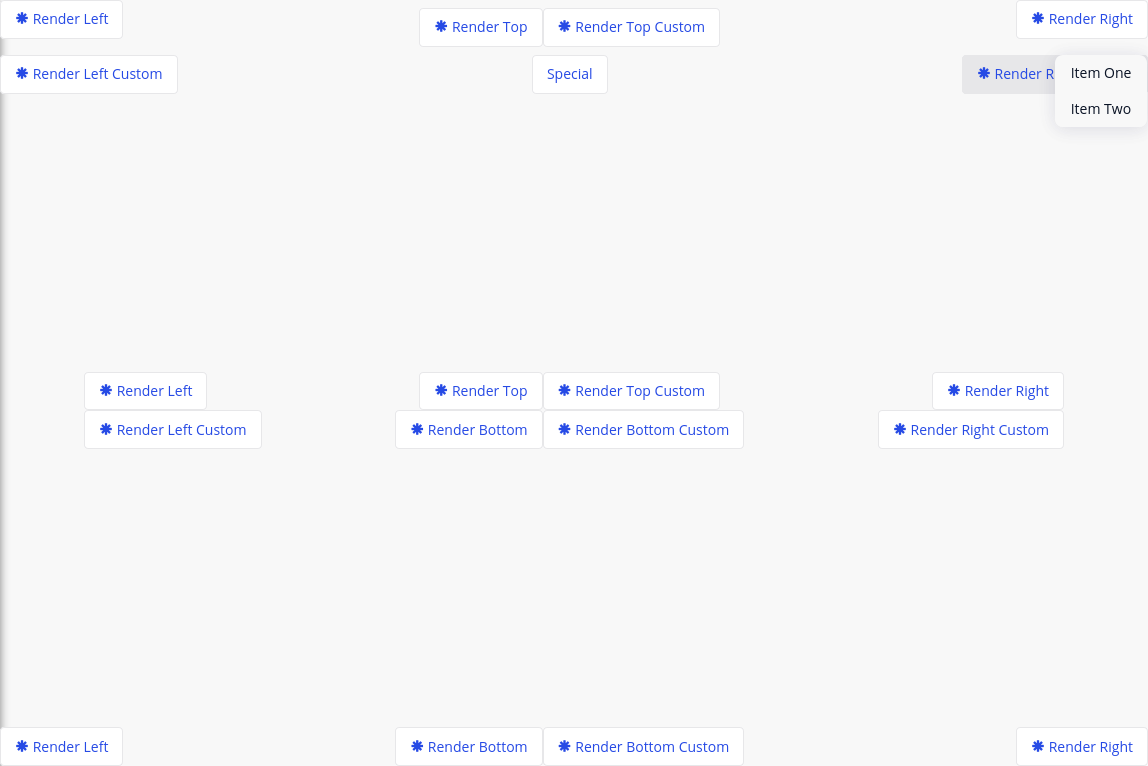 Render Left
Render Top
Render Top Custom
Render Right
Render Left Custom
Special
Render R
Item One
Item Two
Render Left
Render Top
Render Top Custom
Render Right
Render Left Custom
Render Bottom
Render Bottom Custom
Render Right Custom
Render Left
Render Bottom
Render Bottom Custom
Render Right